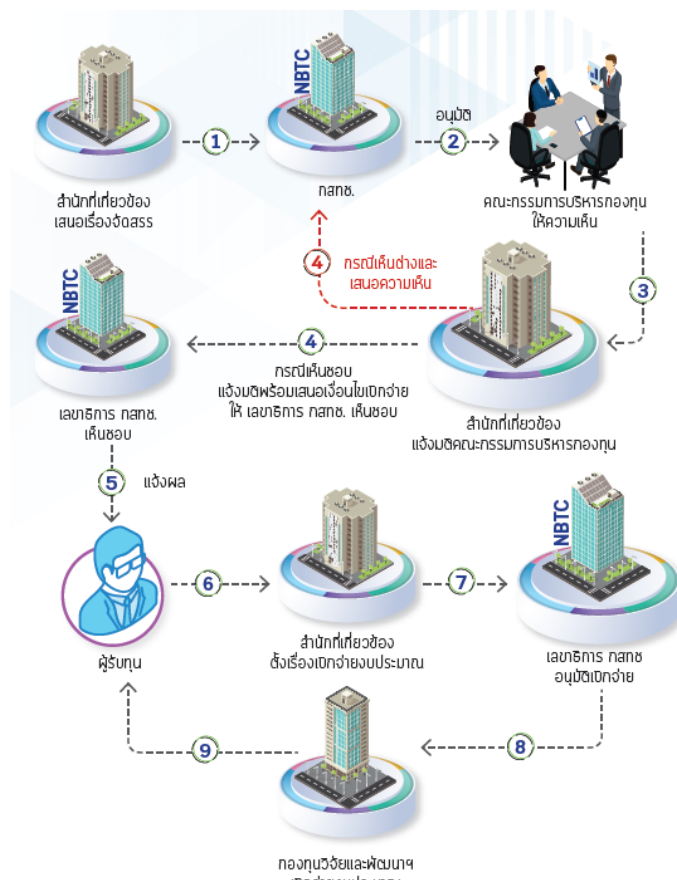 NBTC
1
อนุมัติ
2
สำนักที่เกี่ยวข้อง
เสนอเรื่องจัดสรร
กสทช.
คณะกรรมการบริหารกองทุน
ให้ความเห็น
3
4
กรณีเห็นต่างและ
เสนอความเห็น
NBTC
4
กรณีเห็นชอบ
แจ้งมติพร้อมเสนอเงื่อนไขเบิกจ่าย
ให้ เลขาธิการ กสทช. เห็นชอบ
เลขาธิการ กสทช.
เห็นชอบ
สำนักที่เกี่ยวข้อง
แจ้งมติคณะกรรมการบริหารกองทุน
5
แจ้งผล
NBTC
6
7
ผู้รับทุน
สำนักที่เกี่ยวข้อง
ตั้งเรื่องเบิกจ่ายงบประมาณ
เลขาธิการ กสทช
อนุมัติเบิกจ่าย
8
9
กองทุนวิจัยและพัฒนาฯ